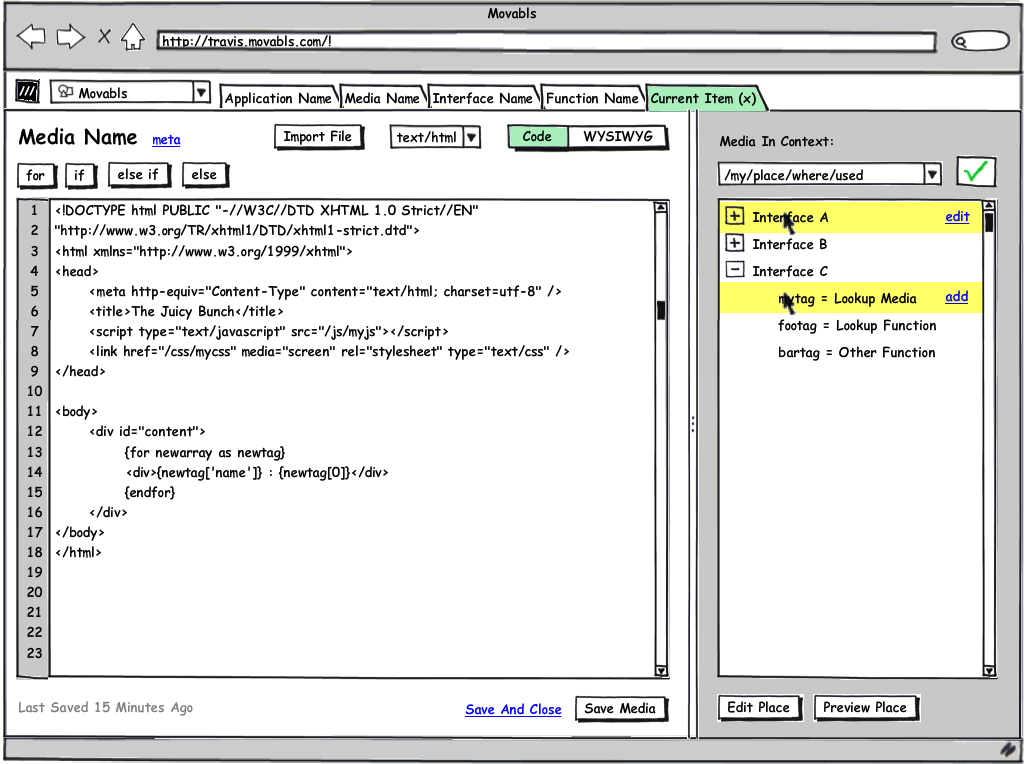 Movabls
http://travis.movabls.com/!
Movabls
Application Name
Media Name
Interface Name
Function Name
Current Item (x)
Media Name meta
Import File
text/html
Code
WYSIWYG
for
if
else if
else
1 <!DOCTYPE html PUBLIC "-//W3C//DTD XHTML 1.0 Strict//EN"
2 "http://www.w3.org/TR/xhtml1/DTD/xhtml1-strict.dtd">
3 <html xmlns="http://www.w3.org/1999/xhtml">
4 <head>
5 <meta http-equiv="Content-Type" content="text/html; charset=utf-8" />
6 <title>The Juicy Bunch</title>
7 <script type="text/javascript" src="/js/myjs"></script>
8 <link href="/css/mycss" media="screen" rel="stylesheet" type="text/css" />
9 </head>
10
11 <body>
12 <div id="content">
13 {for newarray as newtag}
14 <div>{newtag['name']} : {newtag[0]}</div>
15 {endfor}
16 </div>
17 </body>
18 </html>
19
20
21
22
23
Last Saved 15 Minutes Ago
Save And Close
Save Media
Media In Context:
/my/place/where/used
Interface A edit
Interface B
Interface C
mytag = Lookup Media add
footag = Lookup Function
bartag = Other Function
Edit Place
Preview Place